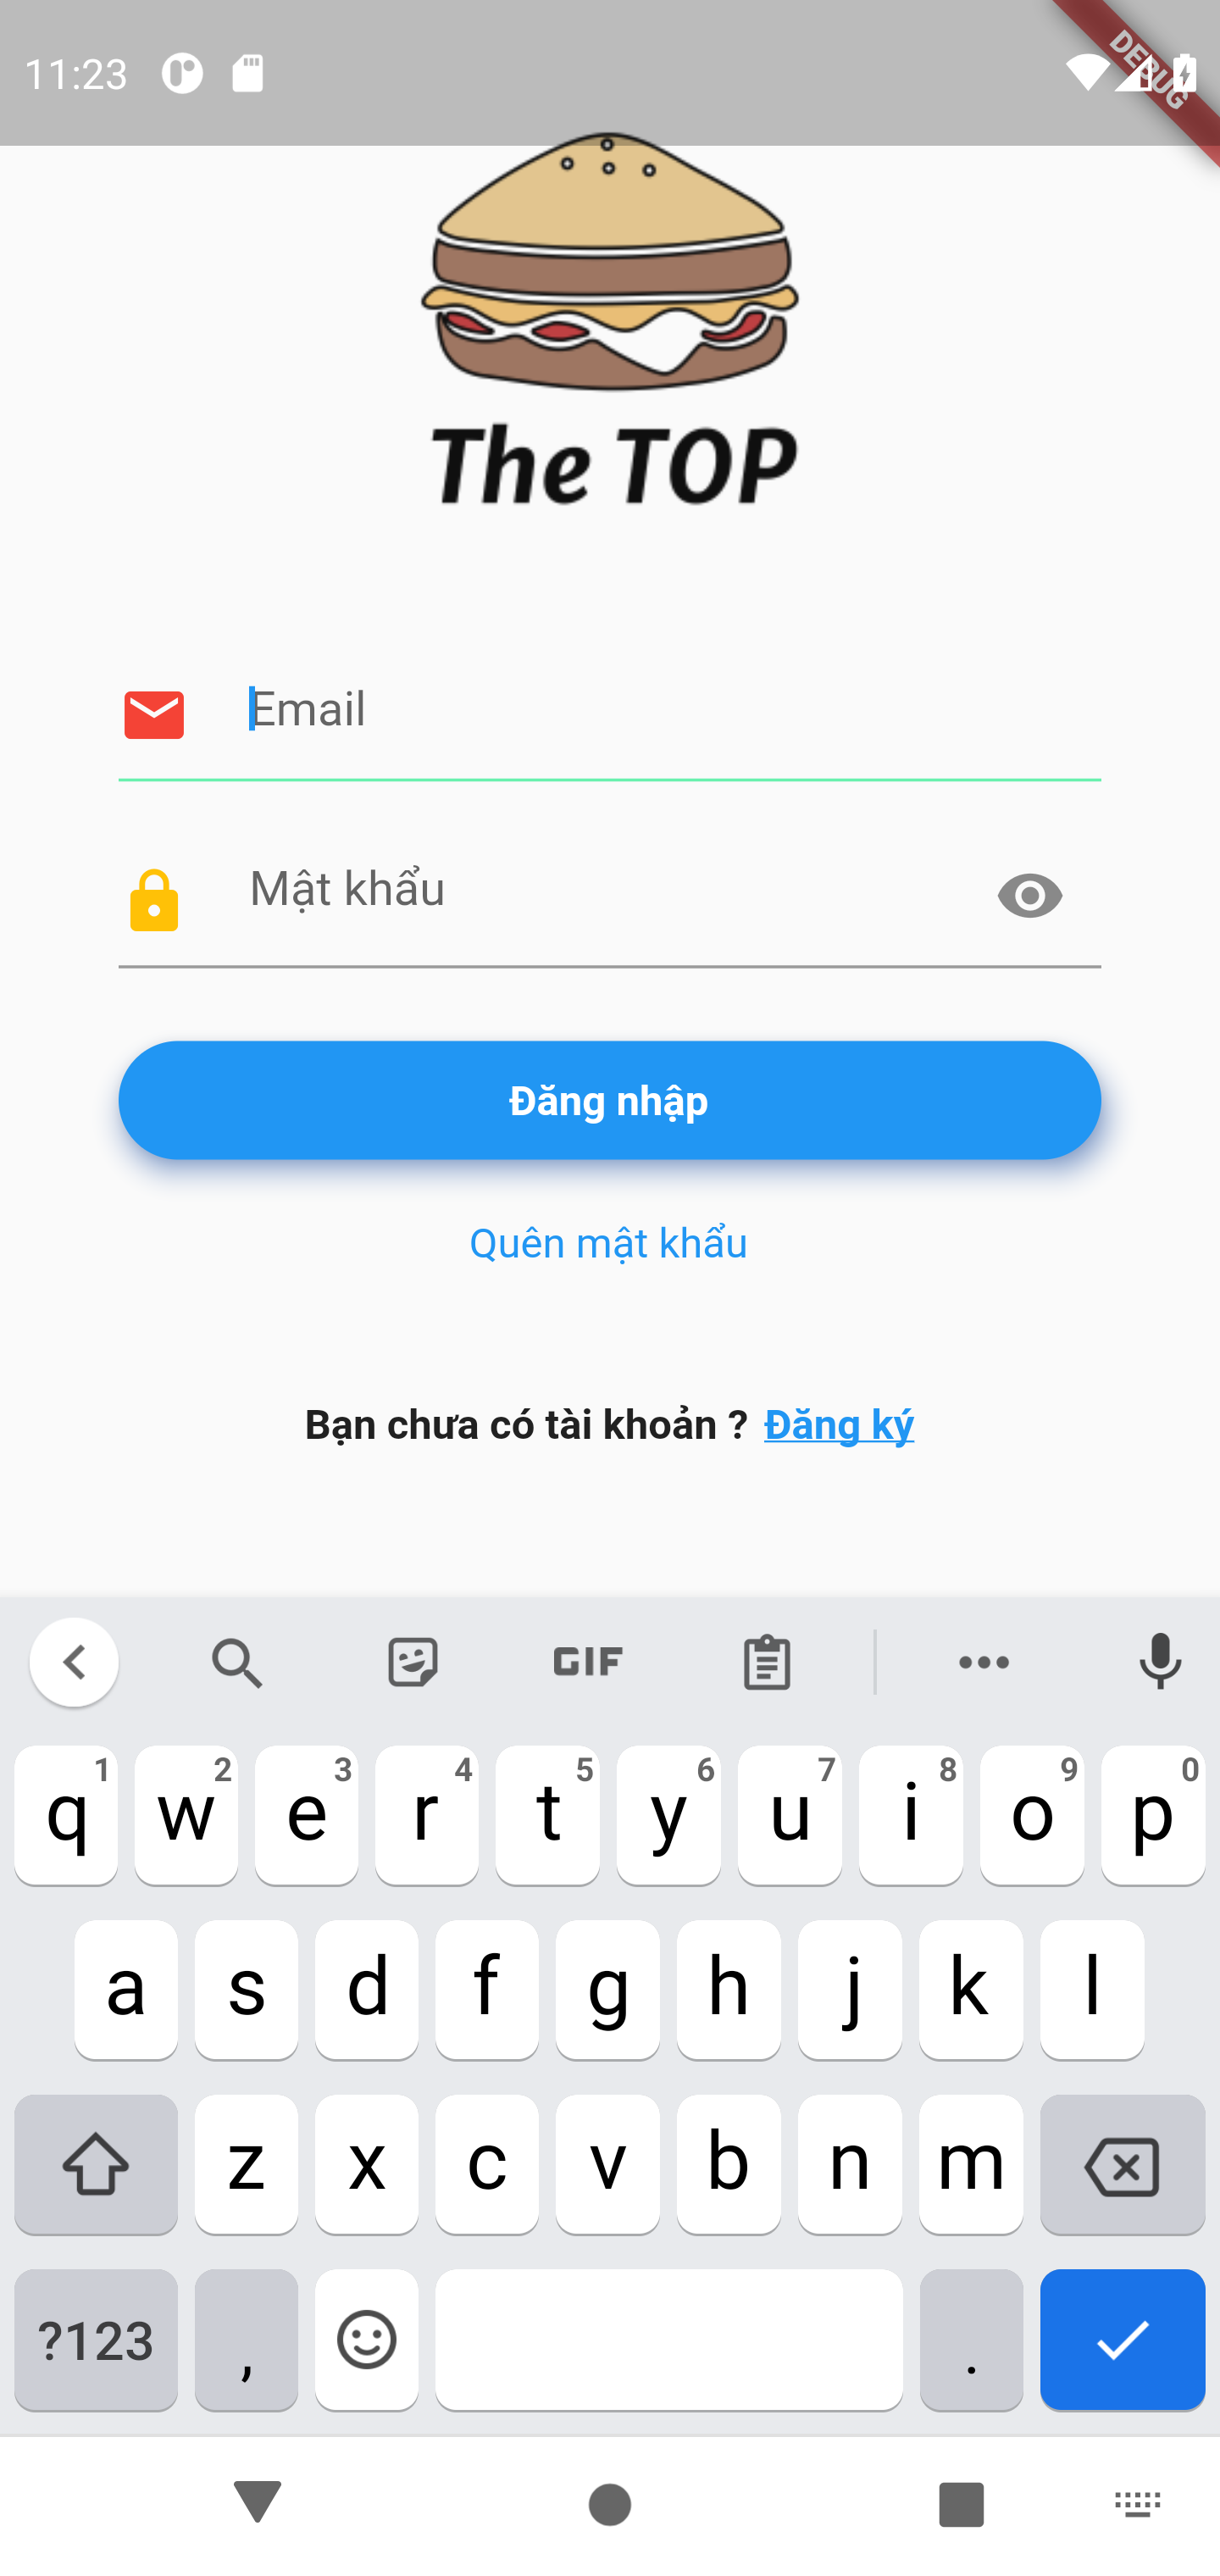 11:23
DEBUG
The TOP
Email
Mật khẩu
Đăng nhập
Quên mật khẩu
Bạn chưa có tài khoản ? Đăng ký
GIF
1 2 3 4 5 6 7 8 9 0
q w e r t y u i o p
a s d f g h j k l
z x c v b n m
?123 , .